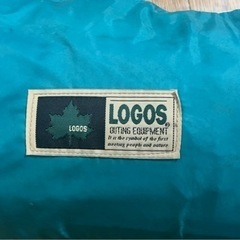 LOGOS
LOGOS®
OUTING EQUIPMENT
It is the symbol of the first
meeting people and nature